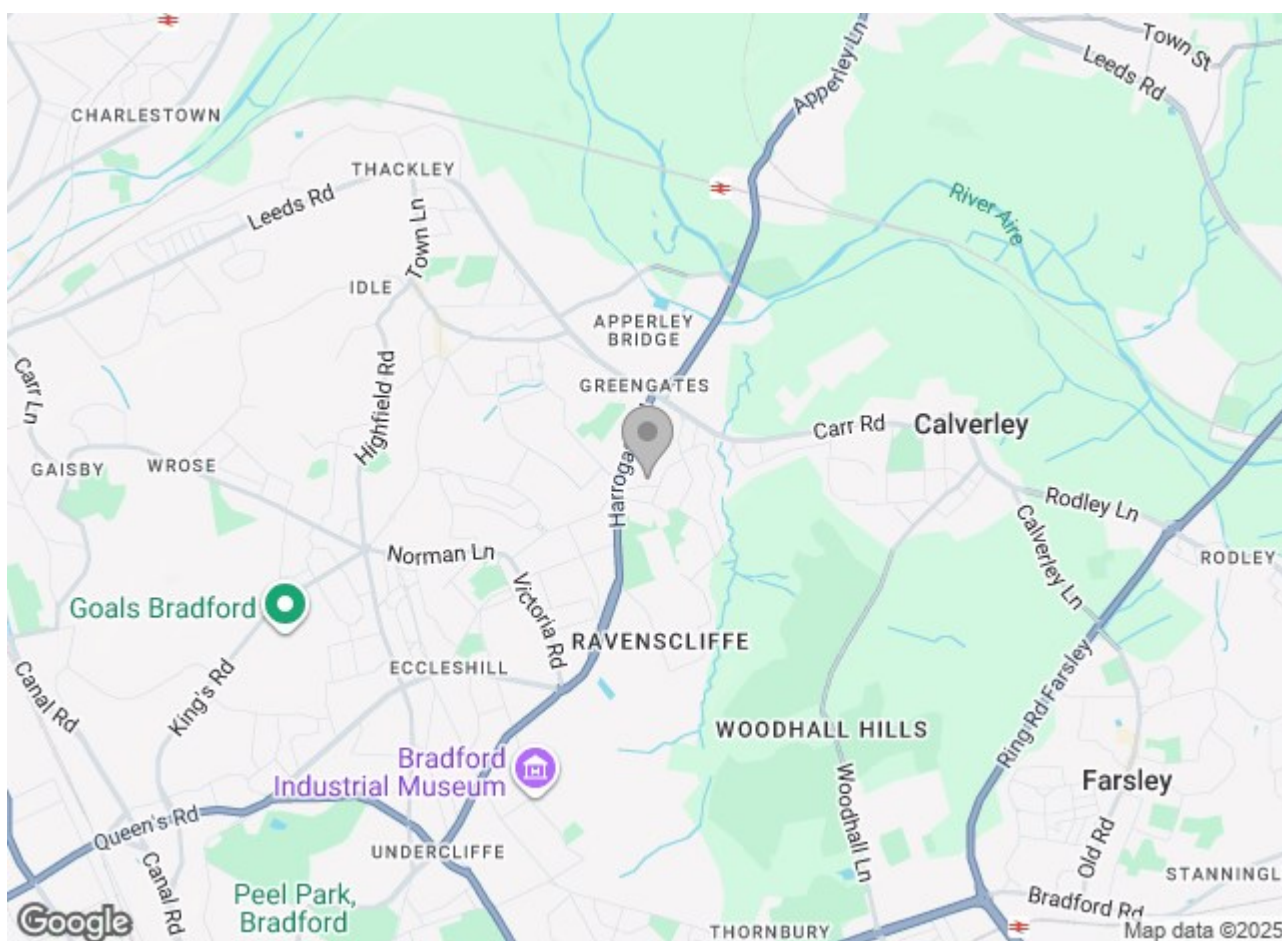 Town St
Leeds Rd
Apperley Ln
CHARLESTOWN
THACKLEY
Leeds Rd
Town Ln
River Aire
IDLE
APPERLEY
BRIDGE
GREENGATES
Carr Ln
Highfield Rd
Carr Rd
Calverley
GAISBY
WROSE
Rodley Ln
Norman Ln
Calverley Ln
RODLEY
Victoria Rd
Goals Bradford
RAVENSCLIFFE
ECCLESHILL
Canal Rd
King's Rd
Ring Rd Farsley
WOODHALL HILLS
Bradford
Industrial Museum
Farsley
Queen's Rd
Woodhall Ln
Old Rd
UNDERCLIFFE
STANNINGL
Canal Rd
Peel Park,
Bradford
Bradford Rd
THORNBURY
Google
Map data ©2025